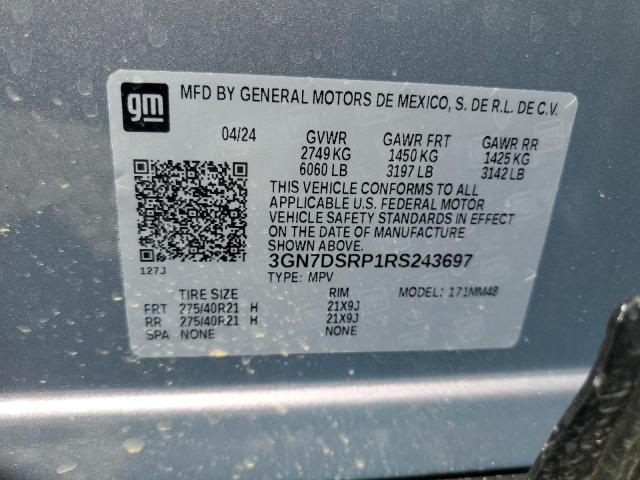 gm
MFD BY GENERAL MOTORS DE MEXICO, S. DE R.L. DE C.V.
04/24 GVWR GAWR FRT GAWR RR
2749 KG 1450 KG 1425 KG
6060 LB 3197 LB 3142 LB
THIS VEHICLE CONFORMS TO ALL
APPLICABLE U.S. FEDERAL MOTOR
VEHICLE SAFETY STANDARDS IN EFFECT
ON THE DATE OF MANUFACTURE
SHOWN ABOVE.
127J 3GN7DSRP1RS243697
TYPE: MPV MODEL: 171MM48
TIRE SIZE RIM
FRT 275/40R21 H 21X9J
RR 275/40R21 H 21X9J
SPA NONE NONE